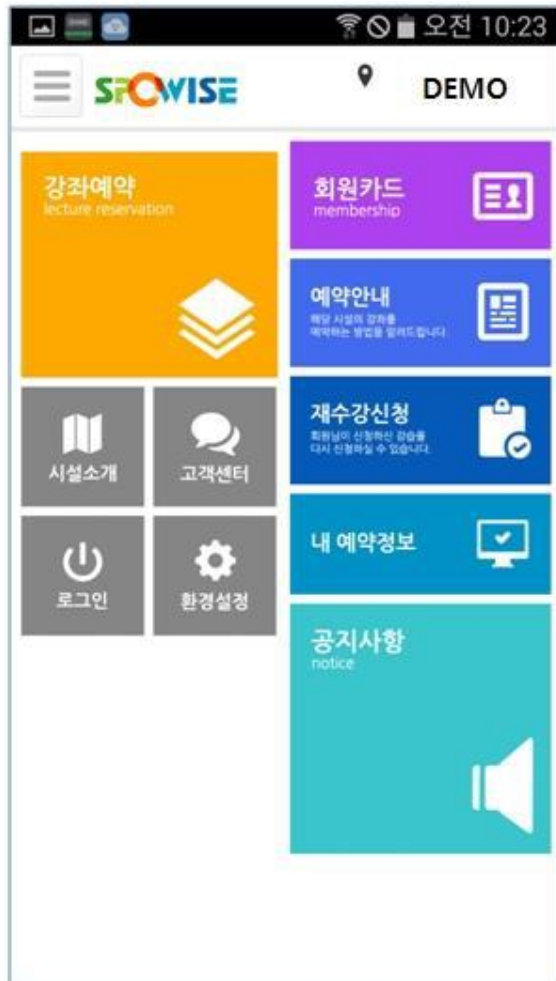 오전 10:23
SPOWISE
DEMO
강좌예약
lecture reservation
회원카드
membership
예약안내
해당 시설의 강좌를
예약하는 방법을 알려드립니다.
재수강신청
회원님이 신청하신 강습을
다시 신청하실 수 있습니다.
시설소개
고객센터
내 예약정보
로그인
환경설정
공지사항
notice